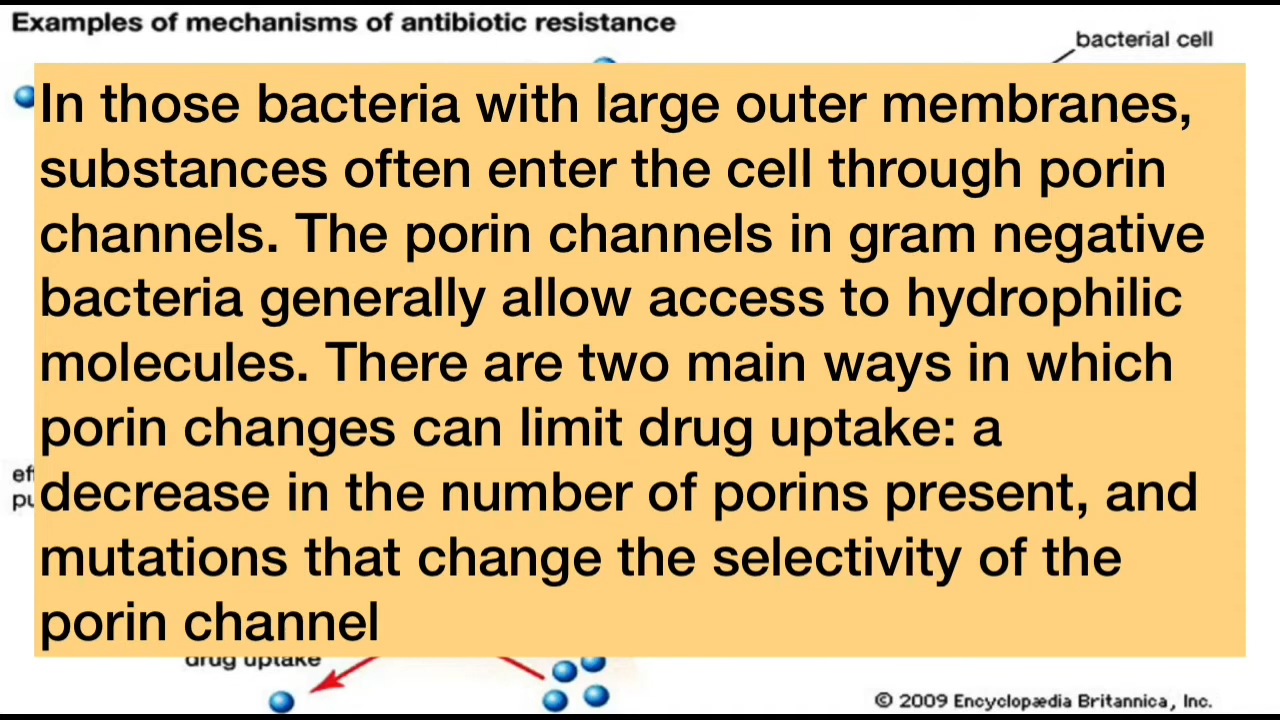 Examples of mechanisms of antibiotic resistance
bacterial cell
In those bacteria with large outer membranes,
substances often enter the cell through porin
channels. The porin channels in gram negative
bacteria generally allow access to hydrophilic
molecules. There are two main ways in which
porin changes can limit drug uptake: a
decrease in the number of porins present, and
mutations that change the selectivity of the
porin channel
drug uptake
© 2009 Encyclopædia Britannica, Inc.